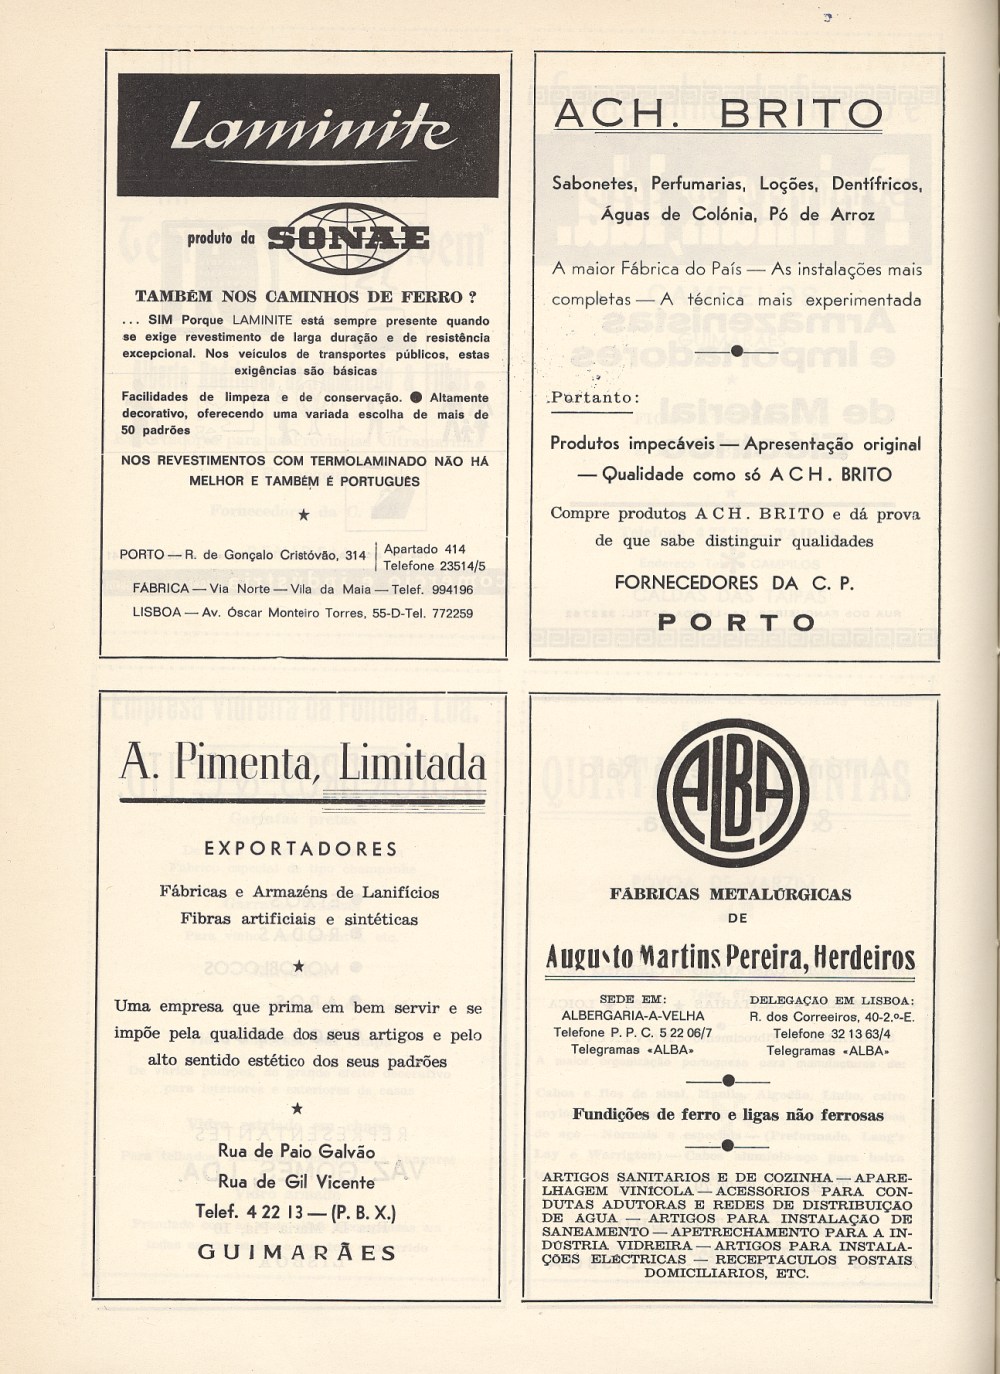 Laminite
produto da SONAE
TAMBÉM NOS CAMINHOS DE FERRO ?
... SIM Porque LAMINITE está sempre presente quando
se exige revestimento de larga duração e de resistência
excepcional. Nos veículos de transportes públicos, estas
exigências são básicas
Facilidades de limpeza e de conservação. ● Altamente
decorativo, oferecendo uma variada escolha de mais de
50 padrões
NOS REVESTIMENTOS COM TERMOLAMINADO NÃO HÁ
MELHOR E TAMBÉM É PORTUGUÊS
★
PORTO — R. de Gonçalo Cristóvão, 314
Apartado 414
Telefone 23514/5
FÁBRICA — Via Norte — Vila da Maia — Telef. 994196
LISBOA — Av. Óscar Monteiro Torres, 55-D-Tel. 772259
ACH. BRITO
Sabonetes, Perfumarias, Loções, Dentífricos,
Águas de Colónia, Pó de Arroz
A maior Fábrica do País — As instalações mais
completas — A técnica mais experimentada
Portanto:
Produtos impecáveis — Apresentação original
— Qualidade como só ACH. BRITO
Compre produtos ACH. BRITO e dá prova
de que sabe distinguir qualidades
FORNECEDORES DA C. P.
PORTO
A. Pimenta, Limitada
EXPORTADORES
Fábricas e Armazéns de Lanifícios
Fibras artificiais e sintéticas
★
Uma empresa que prima em bem servir e se
impõe pela qualidade dos seus artigos e pelo
alto sentido estético dos seus padrões
★
Rua de Paio Galvão
Rua de Gil Vicente
Telef. 4 22 13 — (P. B. X.)
GUIMARÃES
ALBA
FÁBRICAS METALÚRGICAS
DE
Augusto Martins Pereira, Herdeiros
SEDE EM:
ALBERGARIA-A-VELHA
Telefone P. P. C. 5 22 06/7
Telegramas «ALBA»
DELEGAÇÃO EM LISBOA:
R. dos Correeiros, 40-2.º-E.
Telefone 32 13 63/4
Telegramas «ALBA»
Fundições de ferro e ligas não ferrosas
ARTIGOS SANITARIOS E DE COZINHA — APARE-
LHAGEM VINÍCOLA — ACESSÓRIOS PARA CON-
DUTAS ADUTORAS E REDES DE DISTRIBUIÇÃO
DE ÁGUA — ARTIGOS PARA INSTALAÇÃO DE
SANEAMENTO — APETRECHAMENTO PARA A IN-
DÚSTRIA VIDREIRA — ARTIGOS PARA INSTALA-
ÇÕES ELÉCTRICAS — RECEPTÁCULOS POSTAIS
DOMICILIÁRIOS, ETC.